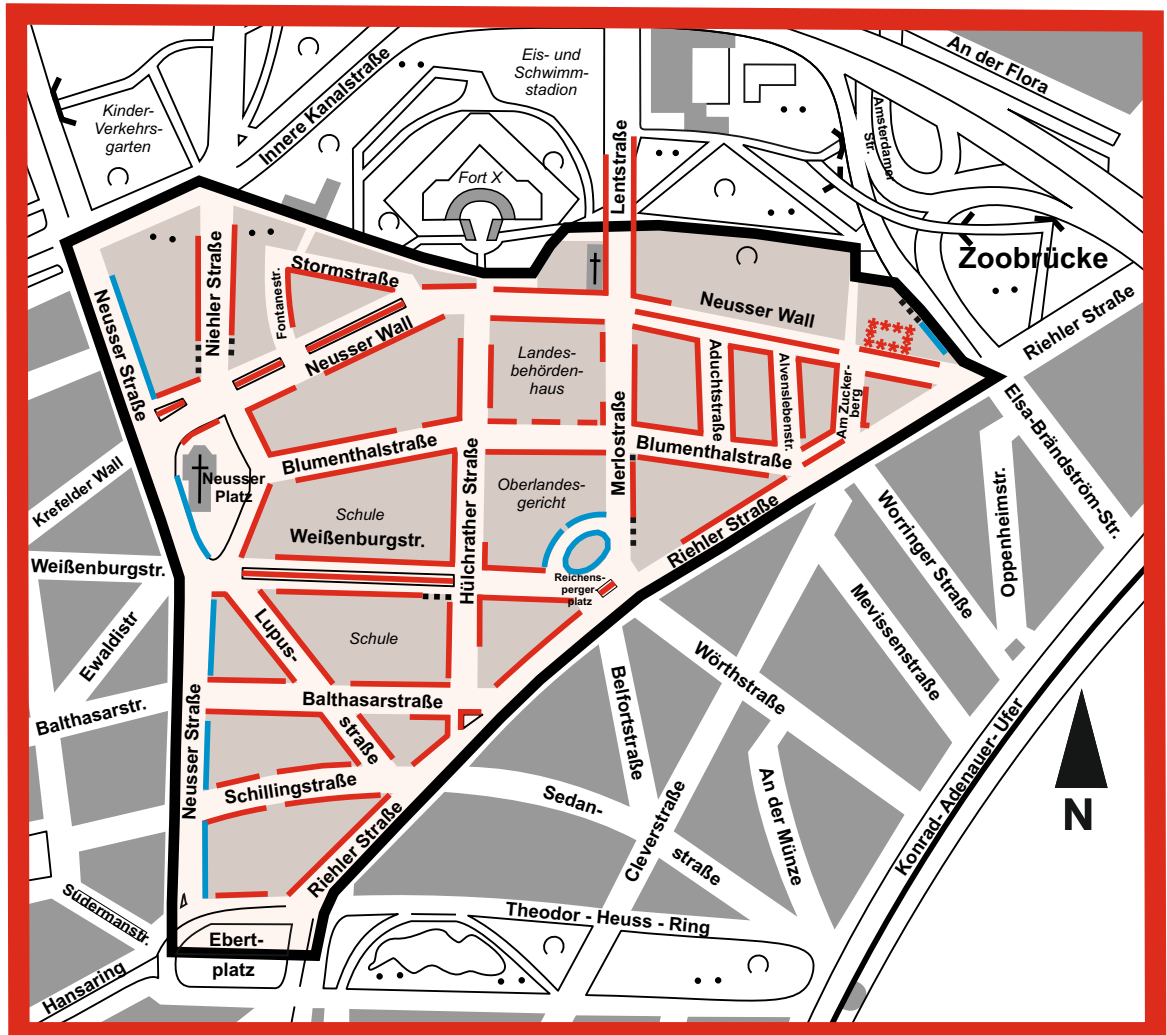 An der Flora
Eis- und
Schwimm-
stadion
Innere Kanalstraße
Kinder-
Verkehrs-
garten
Amsterdamer
Str.
Lentstraße
Fort X
Zoobrücke
Niehler Straße
Stormstraße
Fontanestr.
Neusser Straße
Neusser Wall
Neusser Wall
Riehler Straße
Landes-
behörden-
haus
Aduchtstraße
Alvenslebenstr.
Am Zucker-
berg
Elsa-Brändström-Str.
Merlostraße
Blumenthalstraße
Blumenthalstraße
Hülchrather Straße
Krefelder Wall
Neusser
Platz
Oberlandes-
gericht
Oppenheimstr.
Worringer Straße
Schule
Weißenburgstr.
Riehler Straße
Weißenburgstr.
Reichens-
perger-
platz
Mevissenstraße
Ewaldistr
Lupus-
straße
Schule
Wörthstraße
Belfortstraße
Balthasarstr.
Balthasarstraße
Neusser Straße
Konrad-Adenauer-Ufer
Schillingstraße
Sedan-
straße
An der Münze
Cleverstraße
N
Riehler Straße
Südermanstr.
Theodor - Heuss - Ring
Ebert-
platz
Hansaring